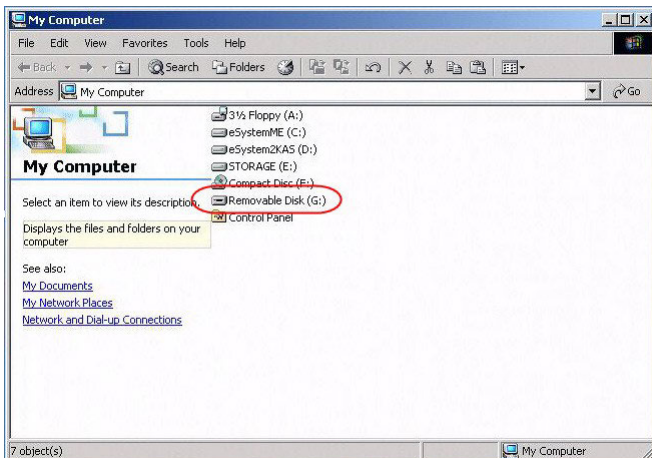 My Computer
File Edit View Favorites Tools Help
Back Search Folders
Address My Computer Go
3½ Floppy (A:)
eSystemME (C:)
eSystem2KAS (D:)
STORAGE (E:)
Compact Disc (F:)
Removable Disk (G:)
Control Panel
My Computer
Select an item to view its description.
Displays the files and folders on your
computer
See also:
My Documents
My Network Places
Network and Dial-up Connections
7 object(s) My Computer